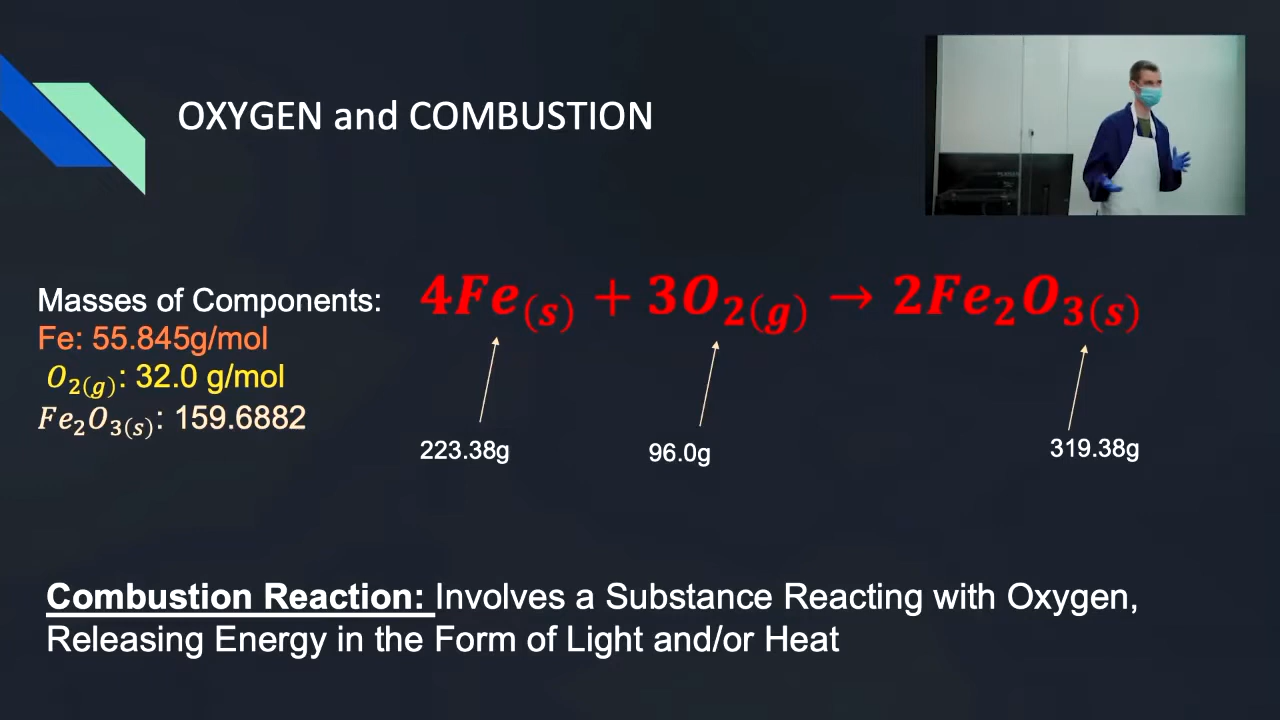 OXYGEN and COMBUSTION
Masses of Components:
Fe: 55.845g/mol
O₂₍g₎: 32.0 g/mol
Fe₂O₃₍s₎: 159.6882
4Fe₍s₎ + 3O₂₍g₎ → 2Fe₂O₃₍s₎
223.38g
96.0g
319.38g
Combustion Reaction: Involves a Substance Reacting with Oxygen,
Releasing Energy in the Form of Light and/or Heat